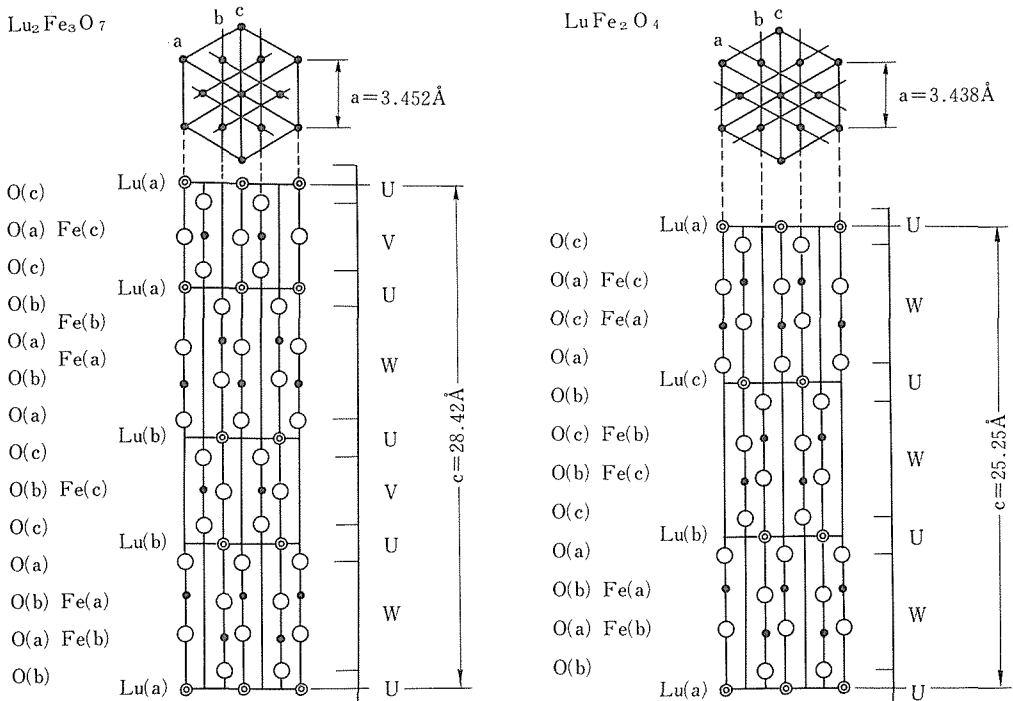 Lu₂Fe₃O₇
b c
a
a=3.452Å
Lu(a) U
O(c)
O(a) Fe(c) V
O(c)
Lu(a) U
O(b)
Fe(b)
O(a)
Fe(a)
W
O(b)
O(a)
Lu(b) U
O(c)
O(b) Fe(c) V
O(c)
Lu(b) U
O(a)
O(b) Fe(a)
W
O(a) Fe(b)
O(b)
Lu(a) U
c=28.42Å
LuFe₂O₄
b c
a
a=3.438Å
Lu(a) U
O(c)
O(a) Fe(c)
W
O(c) Fe(a)
O(a)
Lu(c) U
O(b)
O(c) Fe(b)
W
O(b) Fe(c)
O(c)
Lu(b) U
O(a)
O(b) Fe(a)
W
O(a) Fe(b)
O(b)
Lu(a) U
c=25.25Å